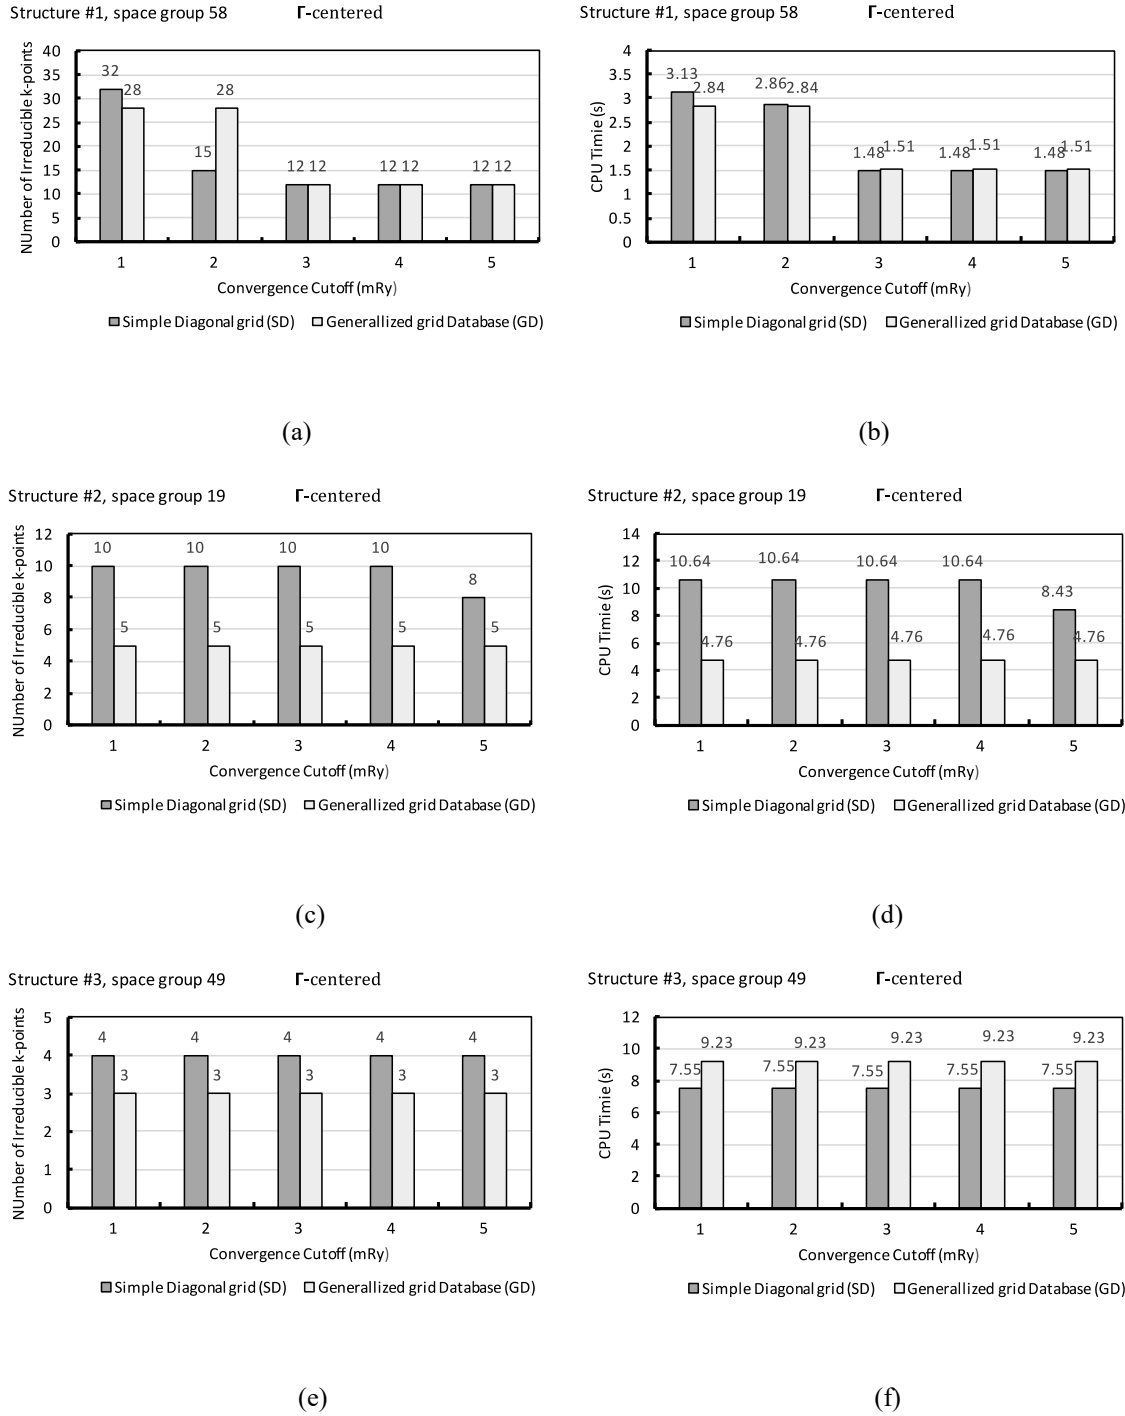 Structure #1, space group 58 Γ-centered
NUmber of Irreducible k-points
40
35
30
25
20
15
10
5
0
32
28
15
28
12 12
12 12
12 12
1 2 3 4 5
Convergence Cutoff (mRy)
Simple Diagonal grid (SD) Generallized grid Database (GD)
(a)
Structure #1, space group 58 Γ-centered
CPU Timie (s)
4
3.5
3
2.5
2
1.5
1
0.5
0
3.13
2.84
2.86
2.84
1.48
1.51
1.48
1.51
1.48
1.51
1 2 3 4 5
Convergence Cutoff (mRy)
Simple Diagonal grid (SD) Generallized grid Database (GD)
(b)
Structure #2, space group 19 Γ-centered
NUmber of Irreducible k-points
12
10
8
6
4
2
0
10
5
10
5
10
5
10
5
8
5
1 2 3 4 5
Convergence Cutoff (mRy)
Simple Diagonal grid (SD) Generallized grid Database (GD)
(c)
Structure #2, space group 19 Γ-centered
CPU Timie (s)
14
12
10
8
6
4
2
0
10.64
4.76
10.64
4.76
10.64
4.76
10.64
4.76
8.43
4.76
1 2 3 4 5
Convergence Cutoff (mRy)
Simple Diagonal grid (SD) Generallized grid Database (GD)
(d)
Structure #3, space group 49 Γ-centered
NUmber of Irreducible k-points
5
4
3
2
1
0
4
3
4
3
4
3
4
3
4
3
1 2 3 4 5
Convergence Cutoff (mRy)
Simple Diagonal grid (SD) Generallized grid Database (GD)
(e)
Structure #3, space group 49 Γ-centered
CPU Timie (s)
12
10
8
6
4
2
0
7.55
9.23
7.55
9.23
7.55
9.23
7.55
9.23
7.55
9.23
1 2 3 4 5
Convergence Cutoff (mRy)
Simple Diagonal grid (SD) Generallized grid Database (GD)
(f)